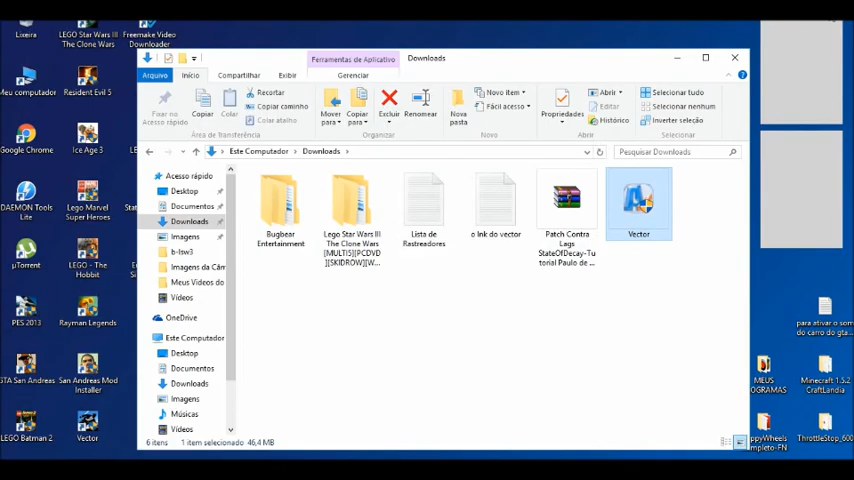 Lixeira
LEGO Star Wars III
The Clone Wars
Freemake Video
Downloader
Meu computador
Resident Evil 5
Google Chrome
Ice Age 3
DAEMON Tools
Lite
Lego Marvel
Super Heroes
Stat
µTorrent
LEGO - The
Hobbit
PES 2013
Rayman Legends
GTA San Andreas
San Andreas Mod
Installer
LEGO Batman 2
Vector
Ferramentas de Aplicativo
Downloads
Arquivo
Início
Compartilhar
Exibir
Gerenciar
Fixar no
Acesso rápido
Copiar
Colar
Recortar
Copiar caminho
Colar atalho
Área de Transferência
Mover
para
Copiar
para
Excluir
Renomear
Organizar
Nova
pasta
Novo item
Fácil acesso
Novo
Propriedades
Abrir
Editar
Histórico
Abrir
Selecionar tudo
Selecionar nenhum
Inverter seleção
Selecionar
Este Computador > Downloads >
Pesquisar Downloads
Acesso rápido
Desktop
Documentos
Downloads
Imagens
b-lsw3
Imagens da Câm
Meus Vídeos do
Vídeos
OneDrive
Este Computador
Desktop
Documentos
Downloads
Imagens
Músicas
Vídeos
Bugbear
Entertainment
Lego Star Wars III
The Clone Wars
[MULTI5][PCDVD
][SKIDROW][W...
Lista de
Rastreadores
o lnk do vector
Patch Contra
Lags
StateOfDecay-Tu
torial Paulo de ...
Vector
6 itens
1 item selecionado 46,4 MB
para ativar o som
do carro do gta...
MEUS
OGRAMAS
Minecraft 1.5.2
CraftLandia
ppyWheels
mpleto-FN
ThrottleStop_600